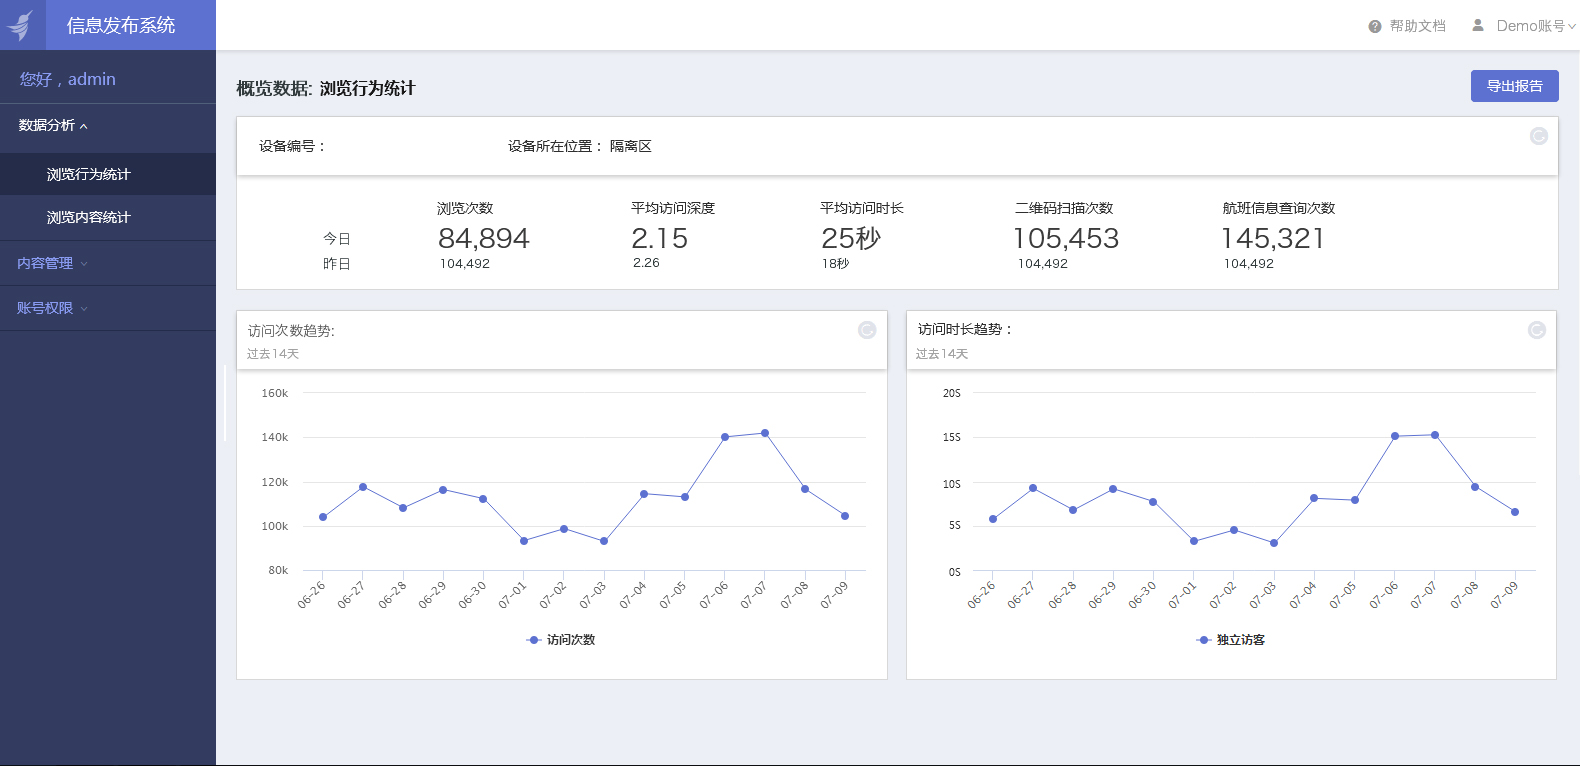 信息发布系统
帮助文档
Demo账号
您好，admin
数据分析
浏览行为统计
浏览内容统计
内容管理
账号权限
概览数据: 浏览行为统计
导出报告
设备编号：
设备所在位置： 隔离区
浏览次数 平均访问深度 平均访问时长 二维码扫描次数 航班信息查询次数
今日 84,894 2.15 25秒 105,453 145,321
昨日 104,492 2.26 18秒 104,492 104,492
访问次数趋势:
过去14天
160k
140k
120k
100k
80k
06-26 06-27 06-28 06-29 06-30 07-01 07-02 07-03 07-04 07-05 07-06 07-07 07-08 07-09
访问次数
访问时长趋势：
过去14天
20S
15S
10S
5S
0S
06-26 06-27 06-28 06-29 06-30 07-01 07-02 07-03 07-04 07-05 07-06 07-07 07-08 07-09
独立访客